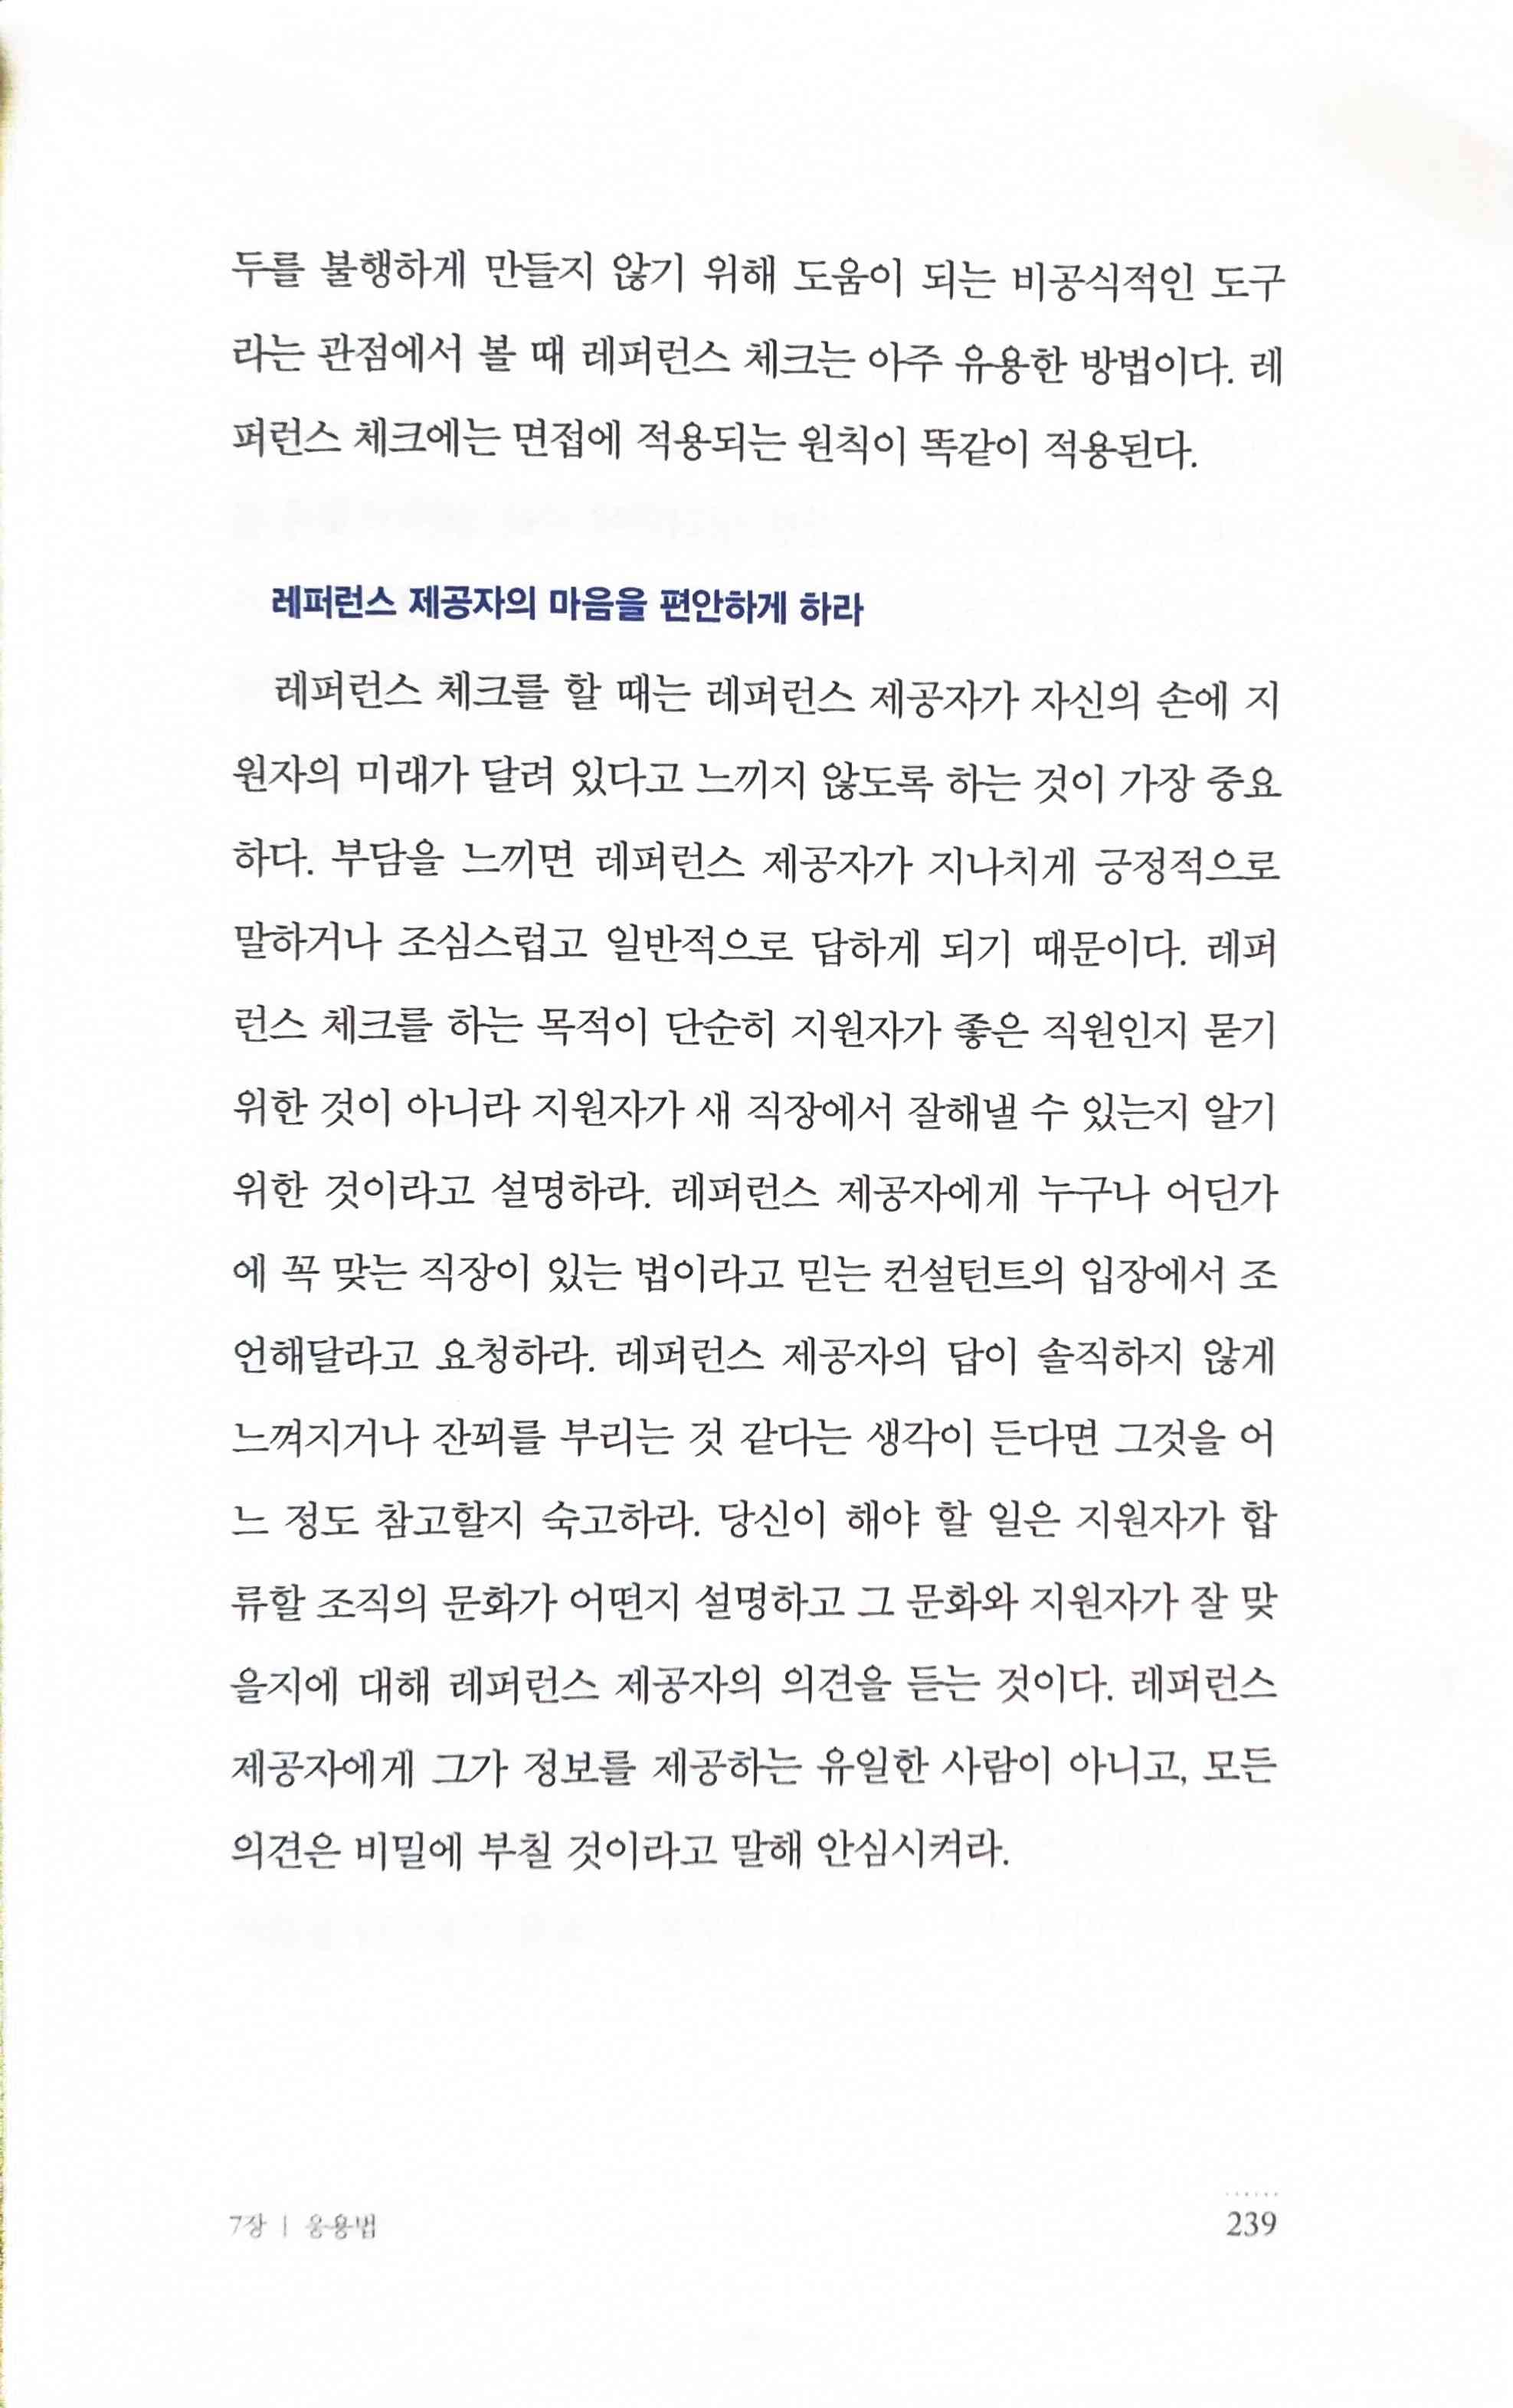 두를 불행하게 만들지 않기 위해 도움이 되는 비공식적인 도구
라는 관점에서 볼 때 레퍼런스 체크는 아주 유용한 방법이다. 레
퍼런스 체크에는 면접에 적용되는 원칙이 똑같이 적용된다.
레퍼런스 제공자의 마음을 편안하게 하라
레퍼런스 체크를 할 때는 레퍼런스 제공자가 자신의 손에 지
원자의 미래가 달려 있다고 느끼지 않도록 하는 것이 가장 중요
하다. 부담을 느끼면 레퍼런스 제공자가 지나치게 긍정적으로
말하거나 조심스럽고 일반적으로 답하게 되기 때문이다. 레퍼
런스 체크를 하는 목적이 단순히 지원자가 좋은 직원인지 묻기
위한 것이 아니라 지원자가 새 직장에서 잘해낼 수 있는지 알기
위한 것이라고 설명하라. 레퍼런스 제공자에게 누구나 어딘가
에 꼭 맞는 직장이 있는 법이라고 믿는 컨설턴트의 입장에서 조
언해달라고 요청하라. 레퍼런스 제공자의 답이 솔직하지 않게
느껴지거나 잔꾀를 부리는 것 같다는 생각이 든다면 그것을 어
느 정도 참고할지 숙고하라. 당신이 해야 할 일은 지원자가 합
류할 조직의 문화가 어떤지 설명하고 그 문화와 지원자가 잘 맞
을지에 대해 레퍼런스 제공자의 의견을 듣는 것이다. 레퍼런스
제공자에게 그가 정보를 제공하는 유일한 사람이 아니고, 모든
의견은 비밀에 부칠 것이라고 말해 안심시켜라.
7장 | 응용법
239